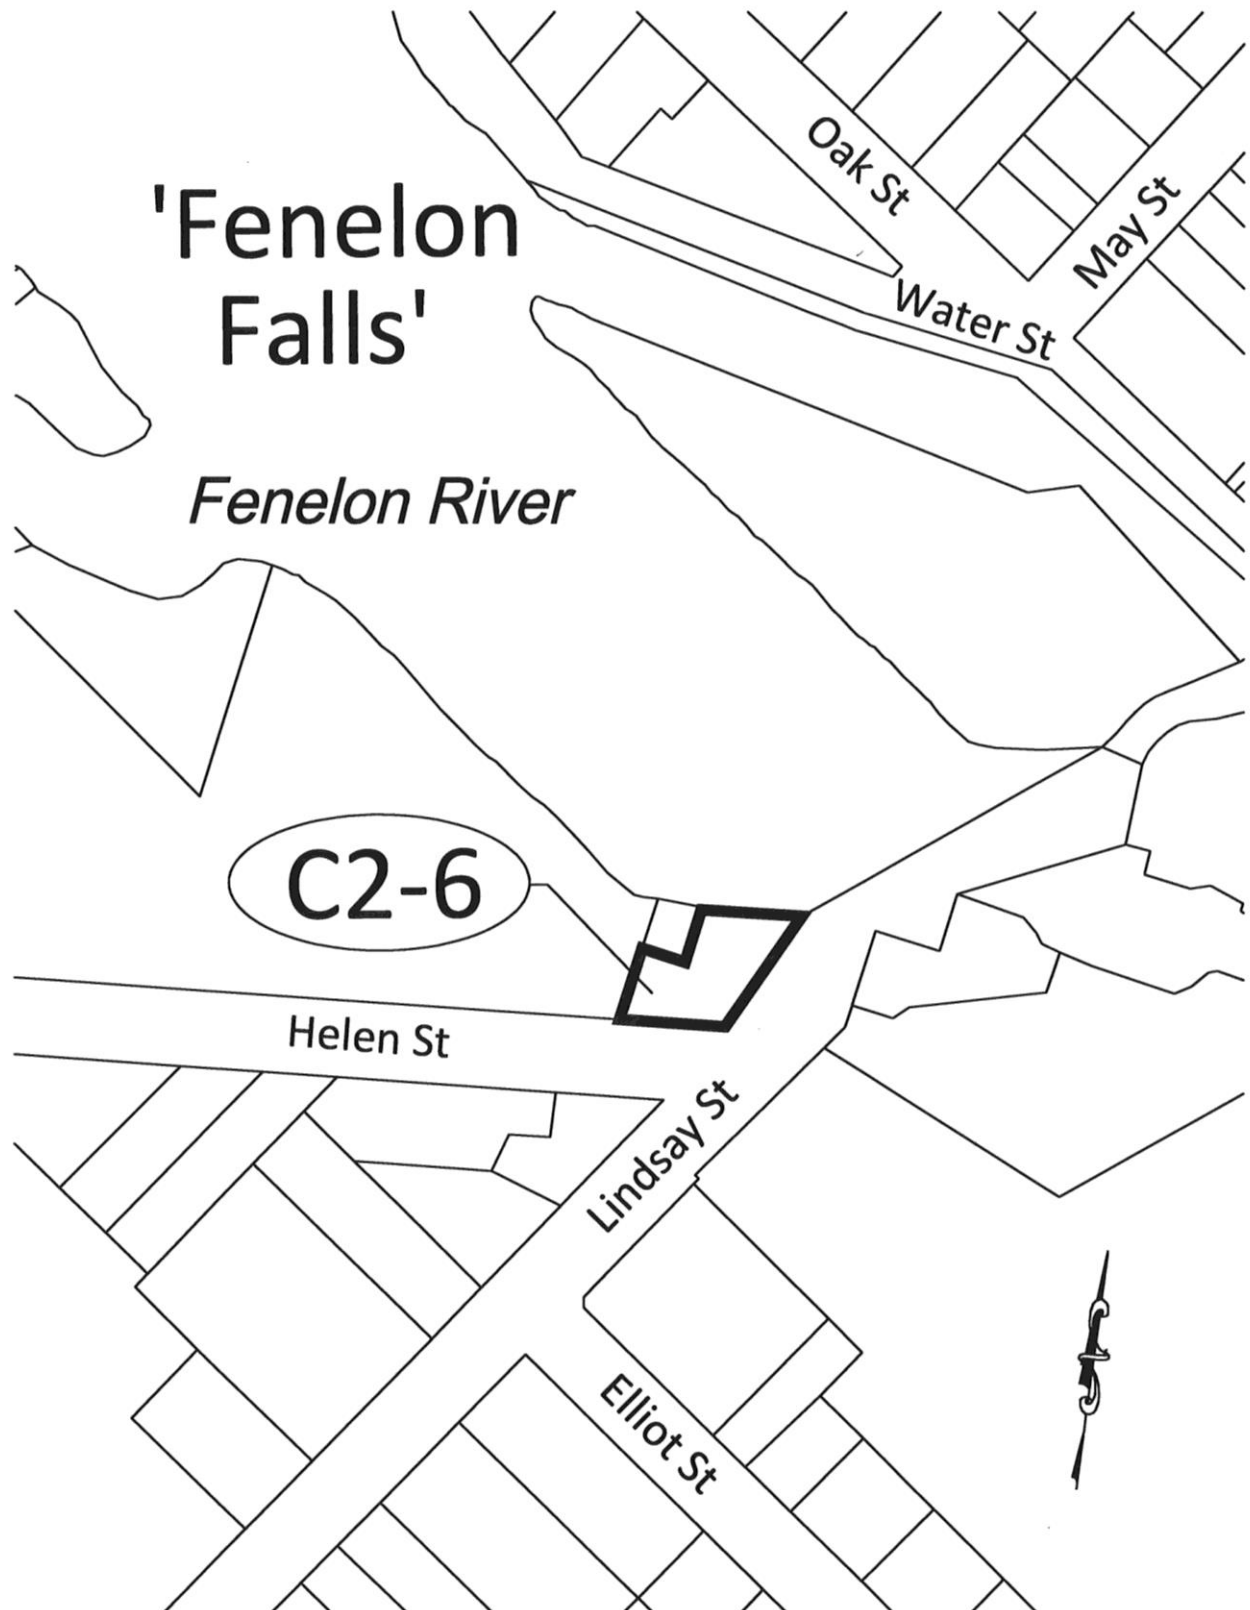 Oak St
May St
'Fenelon
Falls'
Water St
Fenelon River
C2-6
Helen St
Lindsay St
Elliot St